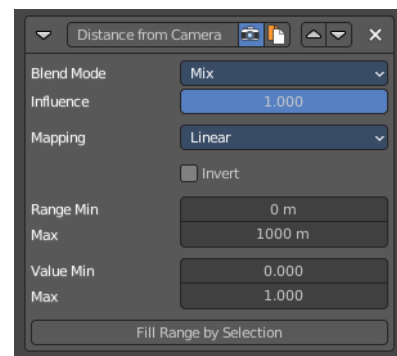 Distance from Camera
Blend Mode Mix
Influence 1.000
Mapping Linear
Invert
Range Min 0 m
Max 1000 m
Value Min 0.000
Max 1.000
Fill Range by Selection